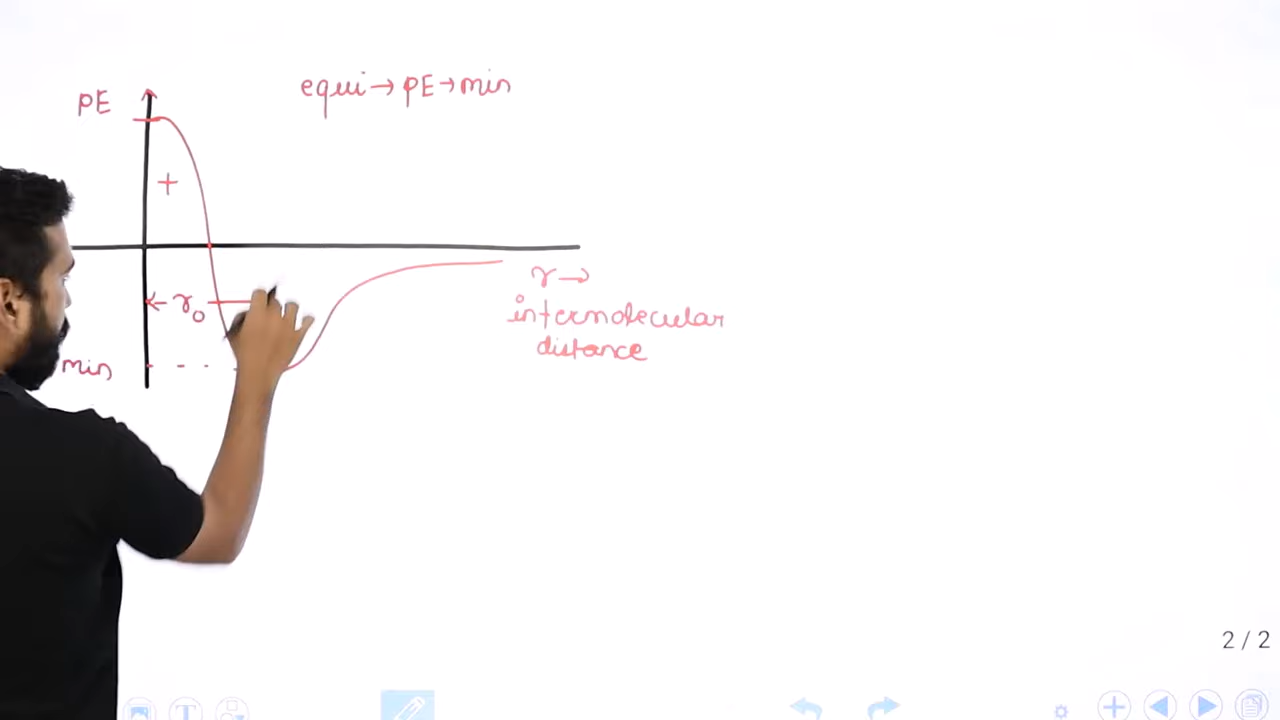 equi→PE→min
PE
+
r→
← r₀
intermolecular
distance
min
2 / 2
T